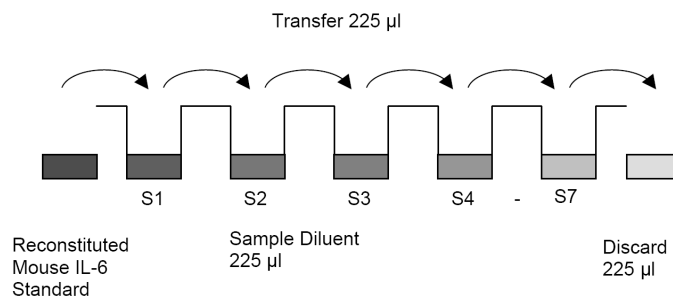 Transfer 225 µl
S1 S2 S3 S4 - S7
Reconstituted
Mouse IL-6
Standard
Sample Diluent
225 µl
Discard
225 µl